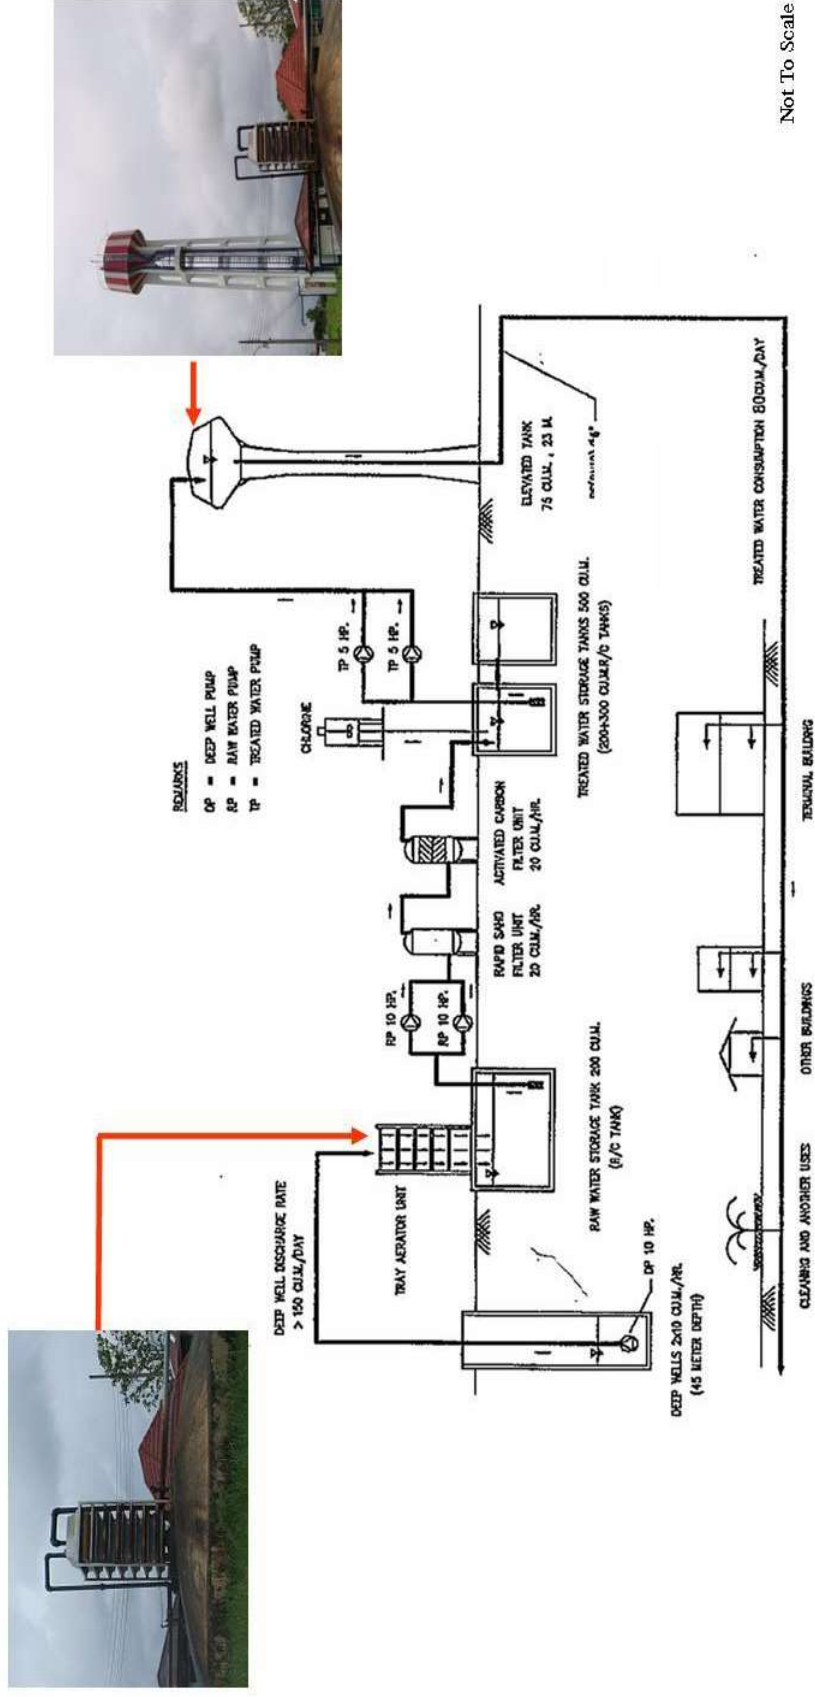 DEEP WELL DISCHARGE RATE
> 150 CU.M./DAY
REMARKS
DP = DEEP WELL PUMP
RP = RAW WATER PUMP
TP = TREATED WATER PUMP
TRAY AERATOR UNIT
RP 10 HP.
RP 10 HP.
CHLORINE
TP 5 HP.
TP 5 HP.
DP 10 HP.
DEEP WELLS 2x10 CU.M./HR.
(45 METER DEPTH)
RAW WATER STORAGE TANK 200 CU.M.
(R/C TANK)
RAPID SAND
FILTER UNIT
20 CU.M./HR.
ACTIVATED CARBON
FILTER UNIT
20 CU.M./HR.
TREATED WATER STORAGE TANKS 500 CU.M.
(200+300 CU.M.R/C TANKS)
ELEVATED TANK
75 CU.M. , 23 M.
TREATED WATER CONSUMPTION 80CU.M./DAY
CLEANING AND ANOTHER USES
OTHER BUILDINGS
TERMINAL BUILDING
Not To Scale